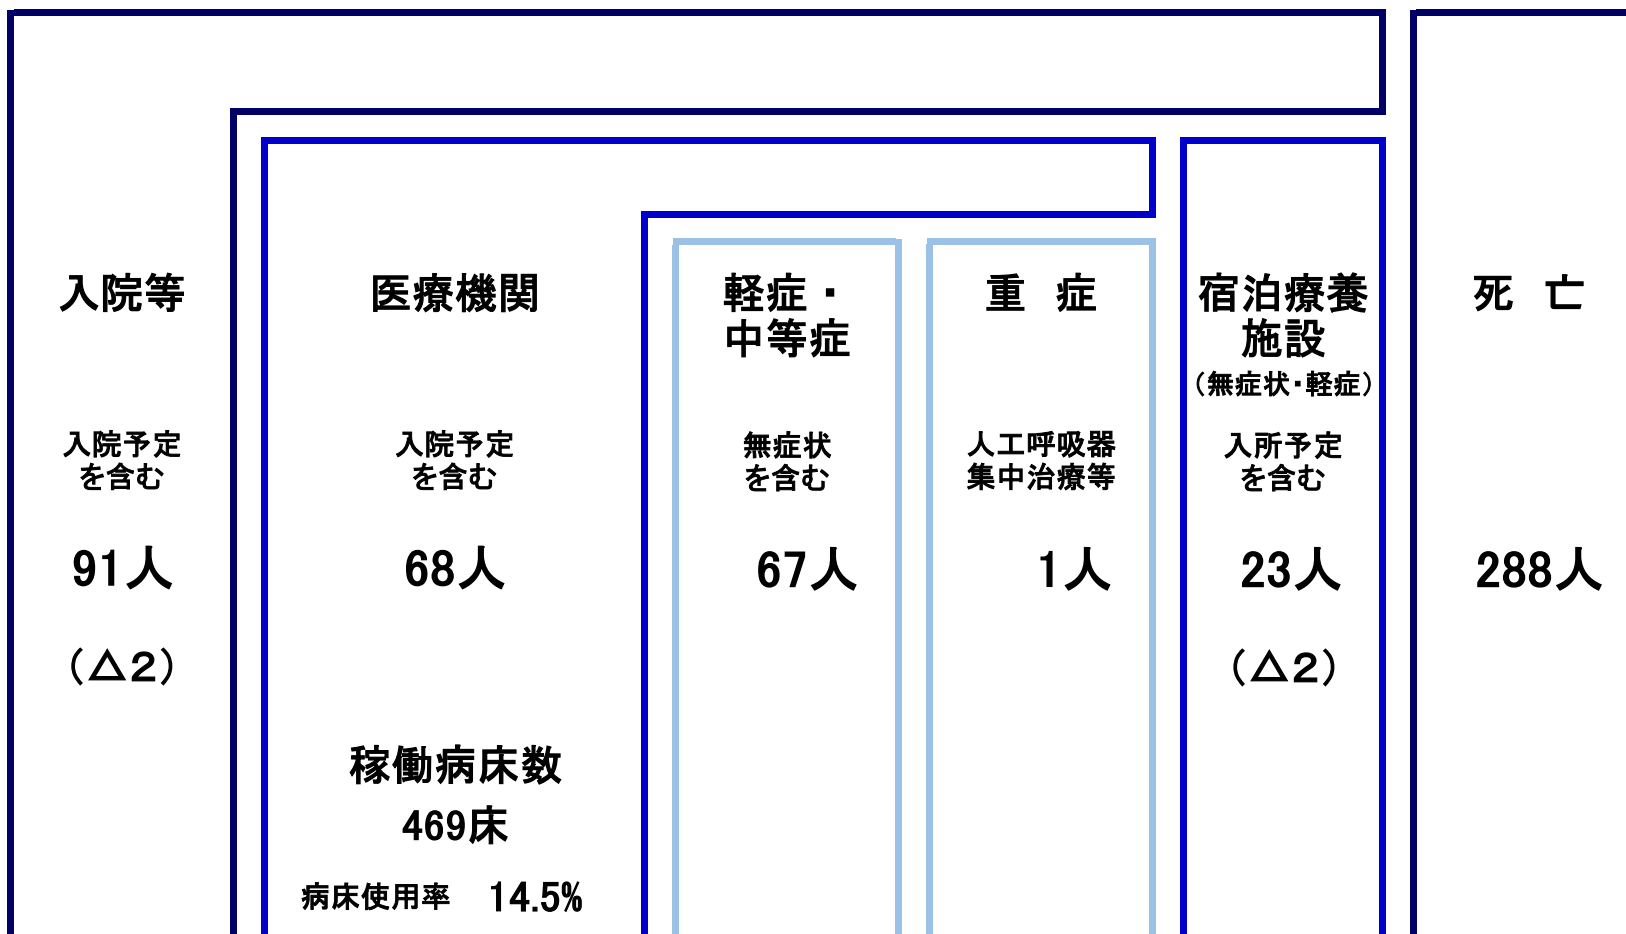 入院等
入院予定
を含む
91人
（△2）
医療機関
入院予定
を含む
68人
稼働病床数
469床
病床使用率　14.5%
軽症・
中等症
無症状
を含む
67人
重　症
人工呼吸器
集中治療等
1人
宿泊療養
施設
（無症状・軽症）
入所予定
を含む
23人
（△2）
死　亡
288人